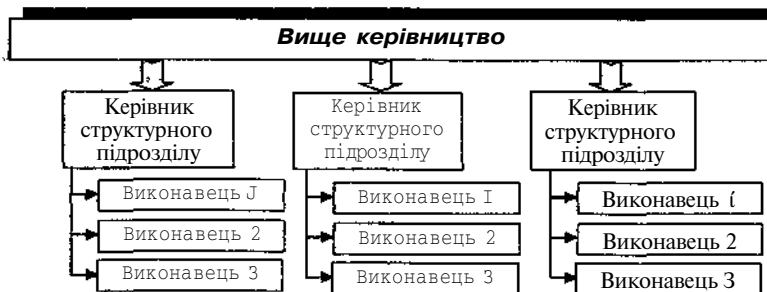 Вище керівництво
Керівник
структурного
підрозділу
Виконавець J
Виконавець 2
Виконавець 3
Керівник
структурного
підрозділу
Виконавець I
Виконавець 2
Виконавець 3
Керівник
структурного
підрозділу
Виконавець í
Виконавець 2
Виконавець 3